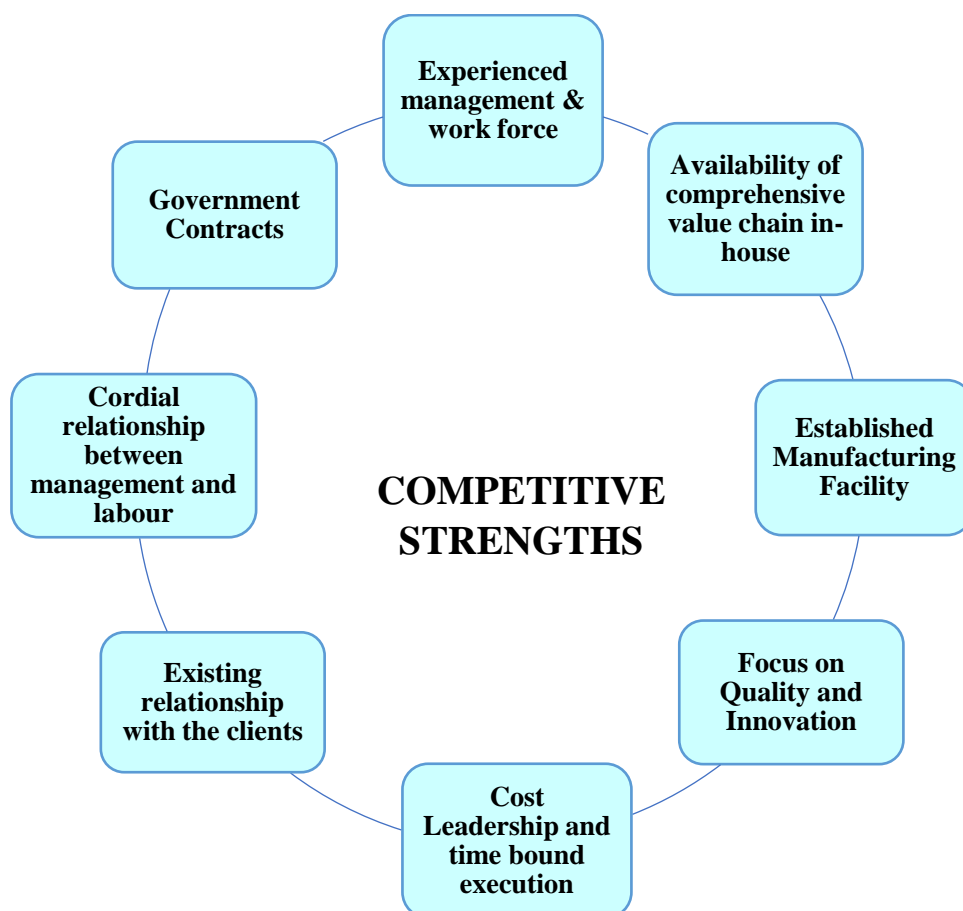 Experienced
management &
work force
Availability of
comprehensive
value chain in-
house
Established
Manufacturing
Facility
Focus on
Quality and
Innovation
Cost
Leadership and
time bound
execution
Existing
relationship
with the clients
Cordial
relationship
between
management and
labour
Government
Contracts
COMPETITIVE
STRENGTHS